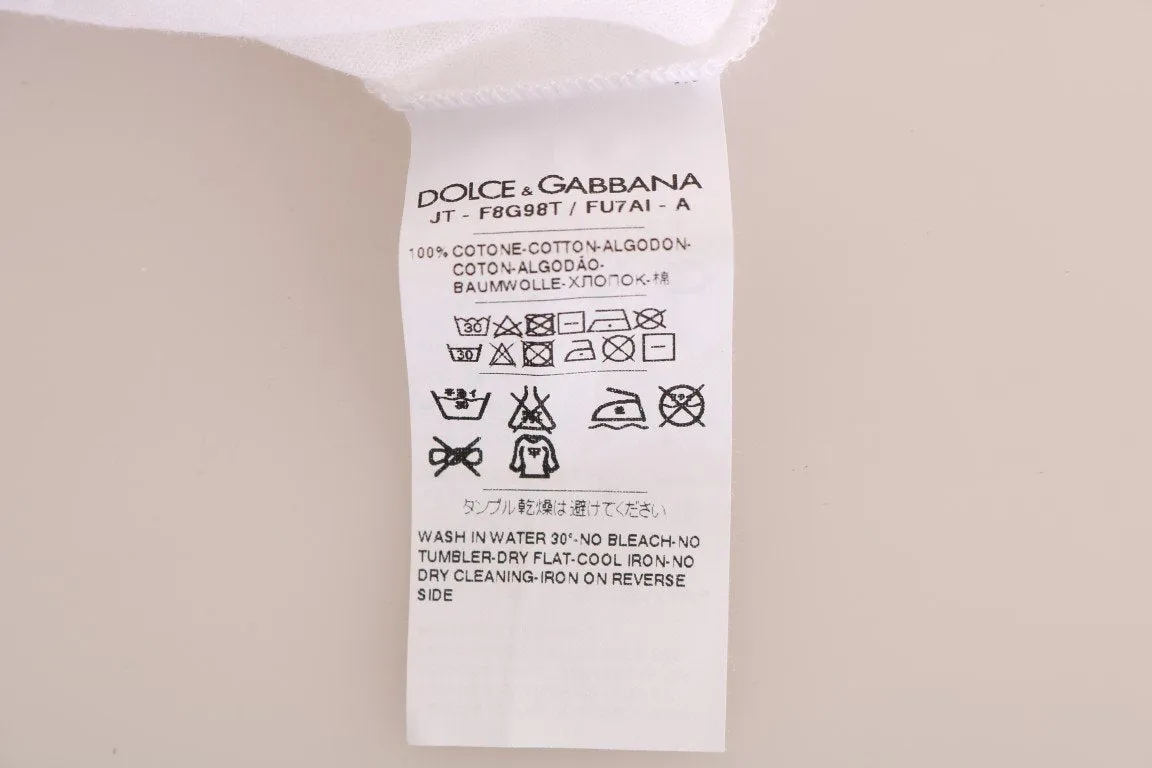 DOLCE & GABBANA
JT - F8G98T / FU7AI - A
100% COTONE-COTTON-ALGODON-
COTON-ALGODÃO-
BAUMWOLLE-ХЛОПОК-棉
30
30
30
タンブル乾燥は避けてください
WASH IN WATER 30°-NO BLEACH-NO
TUMBLER-DRY FLAT-COOL IRON-NO
DRY CLEANING-IRON ON REVERSE
SIDE